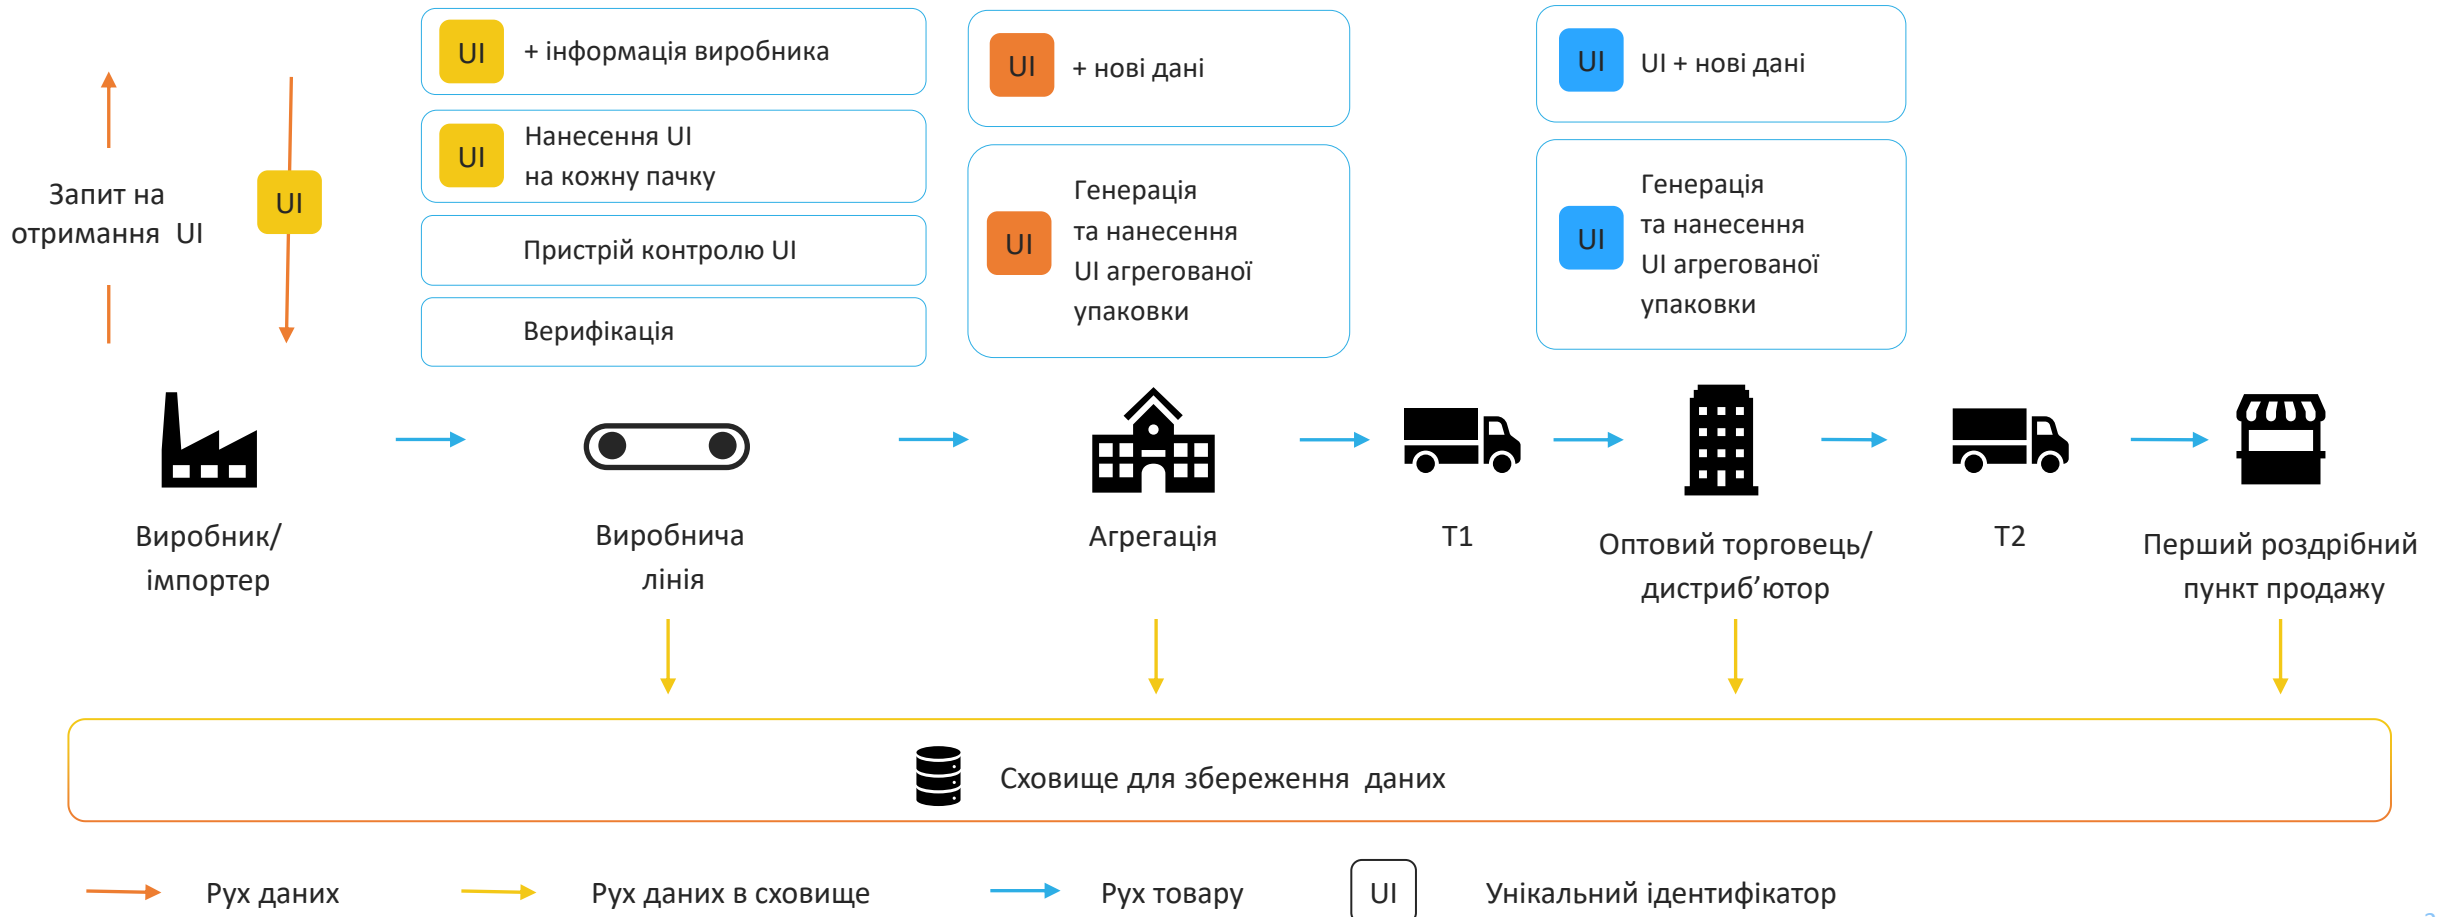 Запит на
отримання UI
UI
UI
+ інформація виробника
UI
Нанесення UI
на кожну пачку
Пристрій контролю UI
Верифікація
UI
+ нові дані
UI
Генерація
та нанесення
UI агрегованої
упаковки
UI
UI + нові дані
UI
Генерація
та нанесення
UI агрегованої
упаковки
Виробник/
імпортер
Виробнича
лінія
Агрегація
Т1
Оптовий торговець/
дистриб’ютор
Т2
Перший роздрібний
пункт продажу
Сховище для збереження даних
Рух даних
Рух даних в сховище
Рух товару
UI
Унікальний ідентифікатор